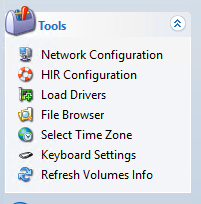 Tools
Network Configuration
HIR Configuration
Load Drivers
File Browser
Select Time Zone
Keyboard Settings
Refresh Volumes Info